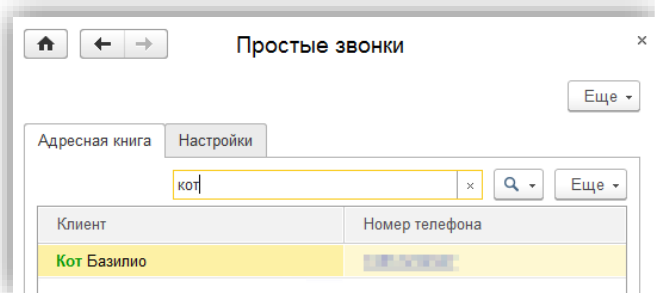 Простые звонки
Еще
Адресная книга Настройки
кот
Еще
Клиент Номер телефона
Кот Базилио